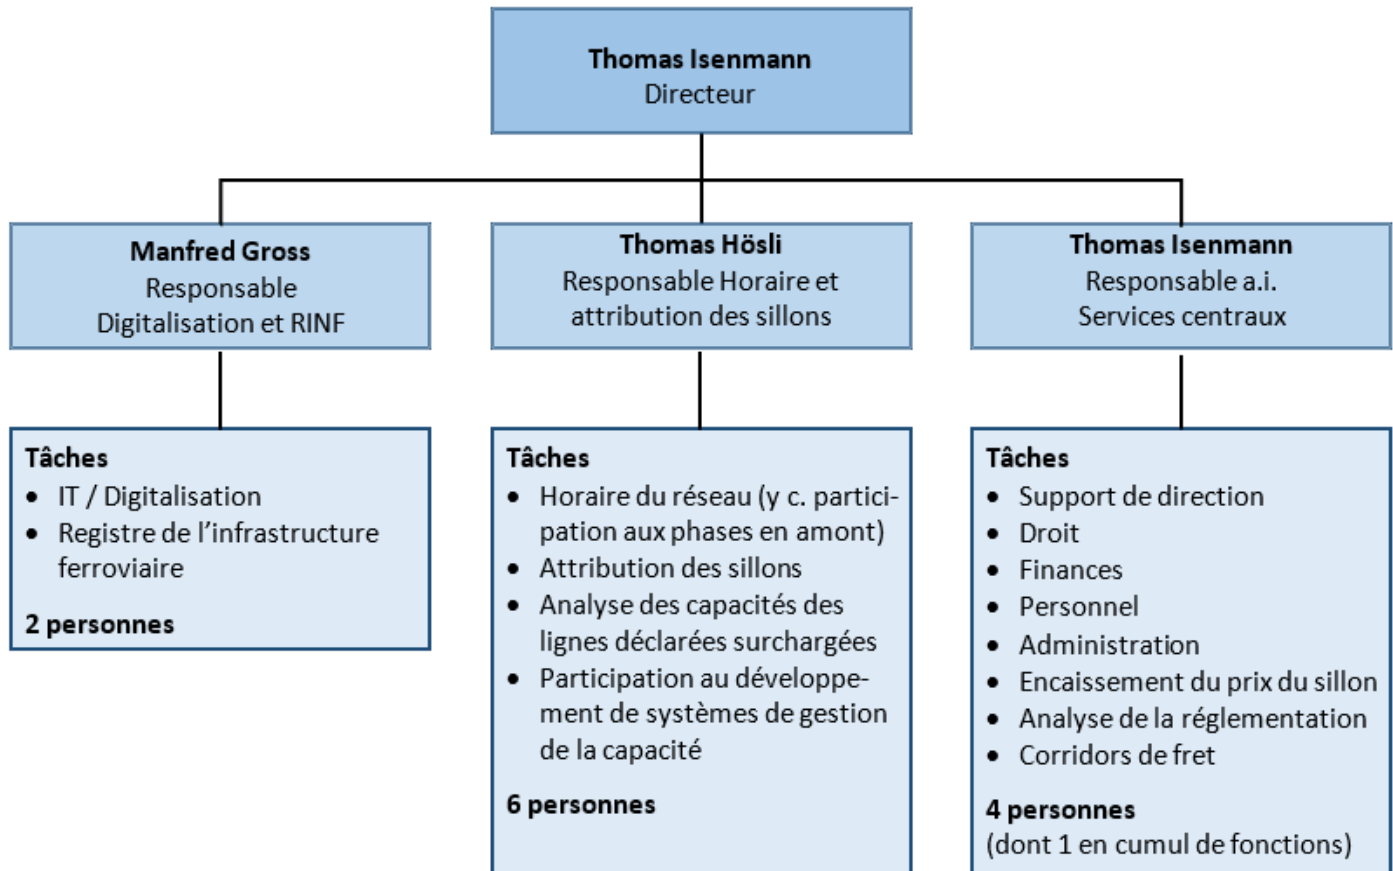 Thomas Isenmann
Directeur
Manfred Gross
Responsable
Digitalisation et RINF
Thomas Hösli
Responsable Horaire et
attribution des sillons
Thomas Isenmann
Responsable a.i.
Services centraux
Tâches
• IT / Digitalisation
• Registre de l’infrastructure
ferroviaire
2 personnes
Tâches
• Horaire du réseau (y c. partici-
pation aux phases en amont)
• Attribution des sillons
• Analyse des capacités des
lignes déclarées surchargées
• Participation au développe-
ment de systèmes de gestion
de la capacité
6 personnes
Tâches
• Support de direction
• Droit
• Finances
• Personnel
• Administration
• Encaissement du prix du sillon
• Analyse de la réglementation
• Corridors de fret
4 personnes
(dont 1 en cumul de fonctions)